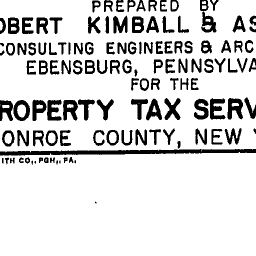 PREPARED BY
OBERT KIMBALL & AS
CONSULTING ENGINEERS & ARC
EBENSBURG, PENNSYLVA
FOR THE
ROPERTY TAX SERV
ONROE COUNTY, NEW Y
ITH CO., PGH., PA.